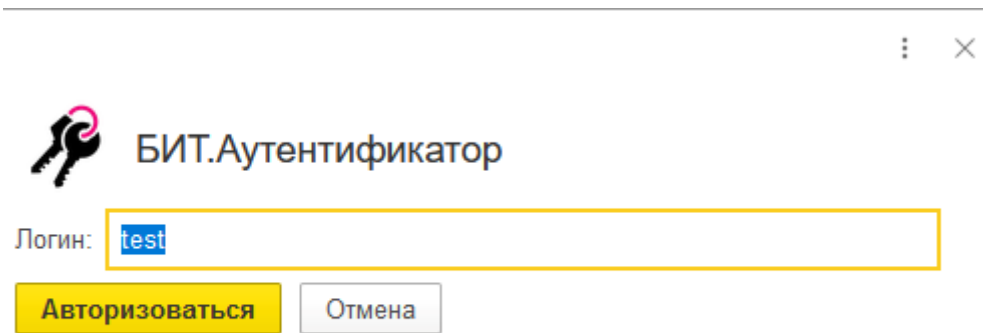 БИТ.Аутентификатор
Логин: test
Авторизоваться Отмена